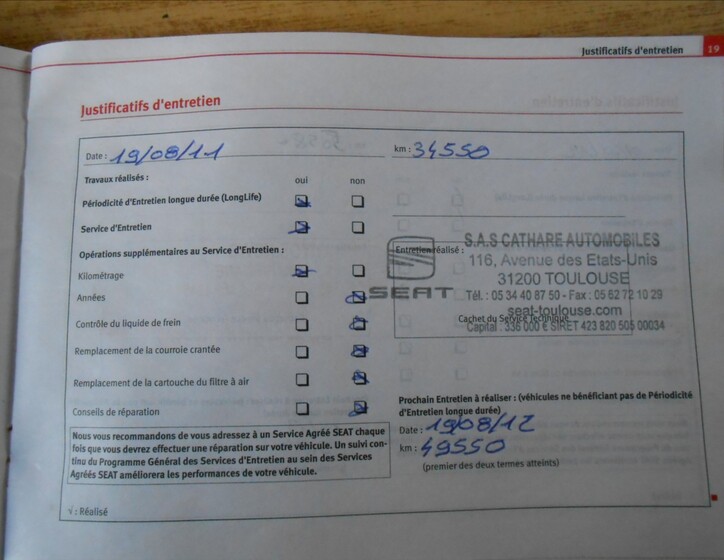 Justificatifs d'entretien 19
Justificatifs d'entretien
Date : 19/08/11
km : 34550
Travaux réalisés :
oui non
Périodicité d'Entretien longue durée (LongLife)
Service d'Entretien
Opérations supplémentaires au Service d'Entretien :
Kilométrage
Années
Contrôle du liquide de frein
Remplacement de la courroie crantée
Remplacement de la cartouche du filtre à air
Conseils de réparation
Entretien réalisé :
SEAT
S.A.S CATHARE AUTOMOBILES
116, Avenue des Etats-Unis
31200 TOULOUSE
Tél. : 05 34 40 87 50 - Fax : 05 62 72 10 29
seat-toulouse.com
Cachet du Service Technique
Capital : 336 000 € SIRET 423 820 505 00034
Prochain Entretien à réaliser : (véhicules ne bénéficiant pas de Périodicité
d'Entretien longue durée)
Date : 19/08/12
km : 49550
(premier des deux termes atteints)
Nous vous recommandons de vous adressez à un Service Agréé SEAT chaque
fois que vous devrez effectuer une réparation sur votre véhicule. Un suivi con-
tinu du Programme Général des Services d'Entretien au sein des Services
Agréés SEAT améliorera les performances de votre véhicule.
√ : Réalisé